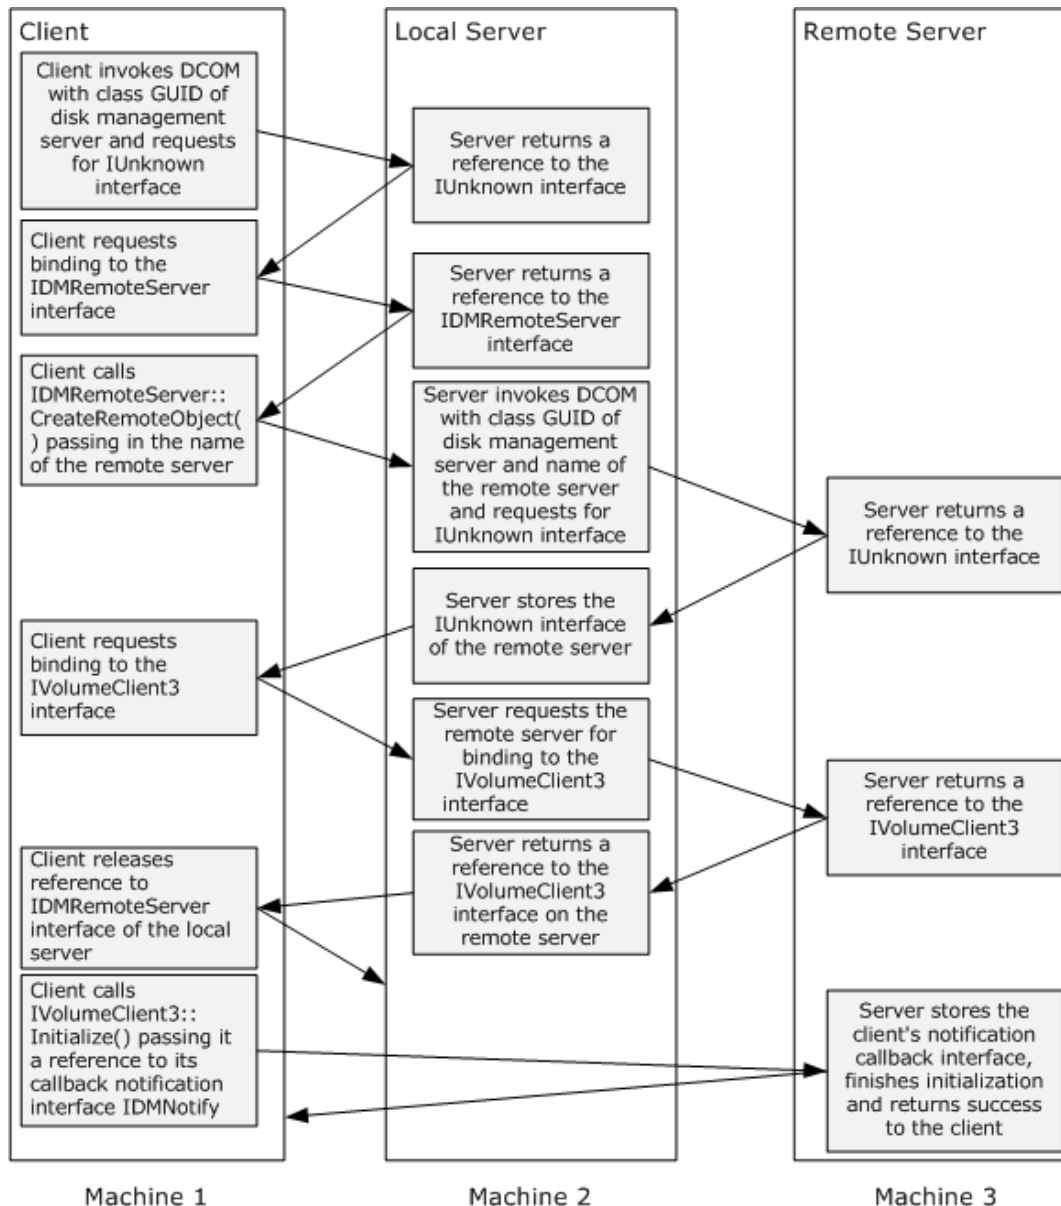 Client
Client invokes DCOM
with class GUID of
disk management
server and requests
for IUnknown
interface
Client requests
binding to the
IDMRemoteServer
interface
Client calls
IDMRemoteServer::
CreateRemoteObject(
) passing in the name
of the remote server
Client requests
binding to the
IVolumeClient3
interface
Client releases
reference to
IDMRemoteServer
interface of the local
server
Client calls
IVolumeClient3::
Initialize() passing it
a reference to its
callback notification
interface IDMNotify
Machine 1
Local Server
Server returns a
reference to the
IUnknown interface
Server returns a
reference to the
IDMRemoteServer
interface
Server invokes DCOM
with class GUID of
disk management
server and name of
the remote server
and requests for
IUnknown interface
Server stores the
IUnknown interface
of the remote server
Server requests the
remote server for
binding to the
IVolumeClient3
interface
Server returns a
reference to the
IVolumeClient3
interface on the
remote server
Machine 2
Remote Server
Server returns a
reference to the
IUnknown interface
Server returns a
reference to the
IVolumeClient3
interface
Server stores the
client's notification
callback interface,
finishes initialization
and returns success
to the client
Machine 3